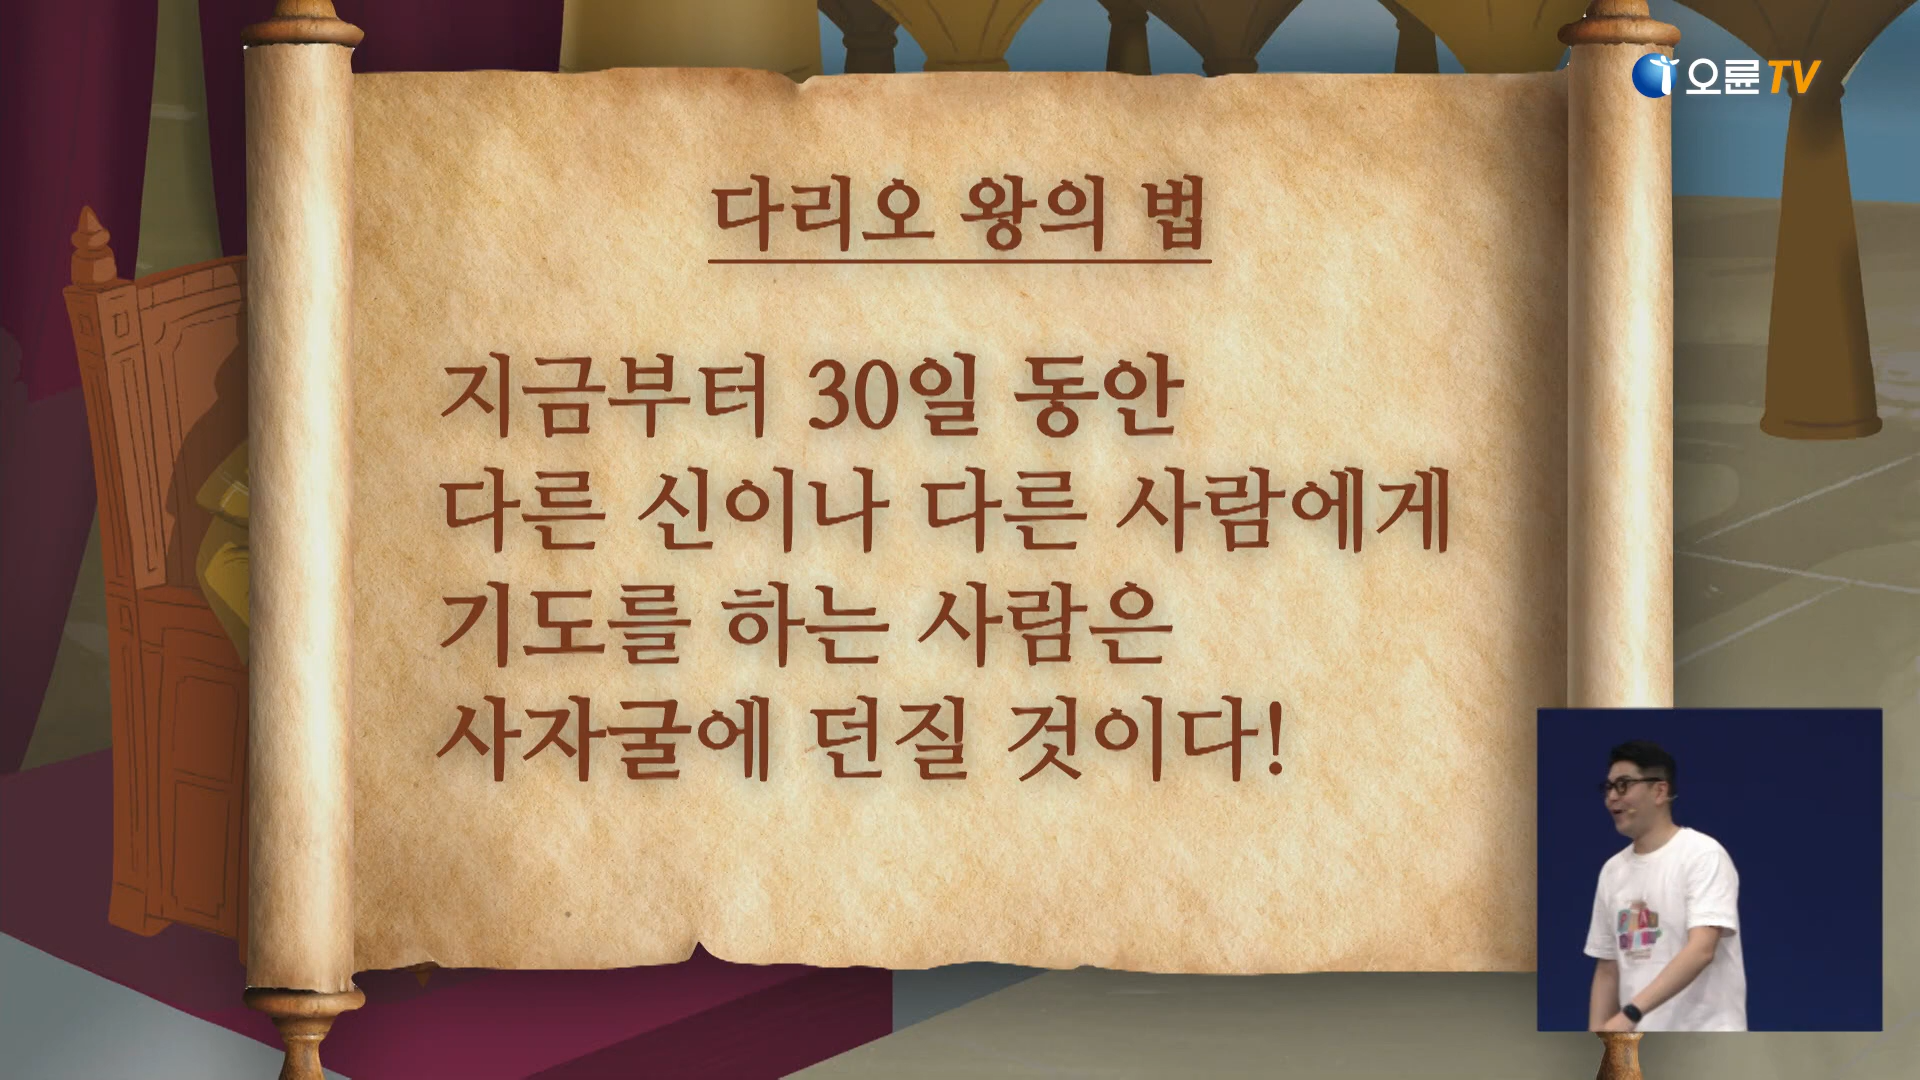 오륜TV
다리오 왕의 법
지금부터 30일 동안
다른 신이나 다른 사람에게
기도를 하는 사람은
사자굴에 던질 것이다!